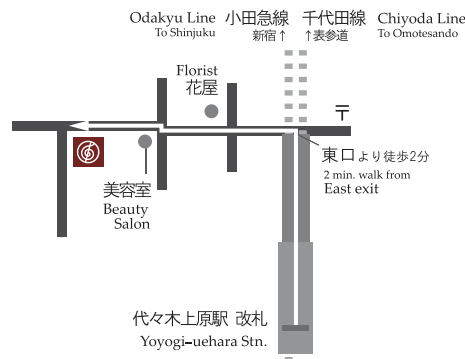 Odakyu Line 小田急線 千代田線 Chiyoda Line
To Shinjuku 新宿↑ ↑表参道 To Omotesando
Florist
花屋
〒
東口より徒歩2分
2 min. walk from
East exit
美容室
Beauty
Salon
代々木上原駅 改札
Yoyogi-uehara Stn.